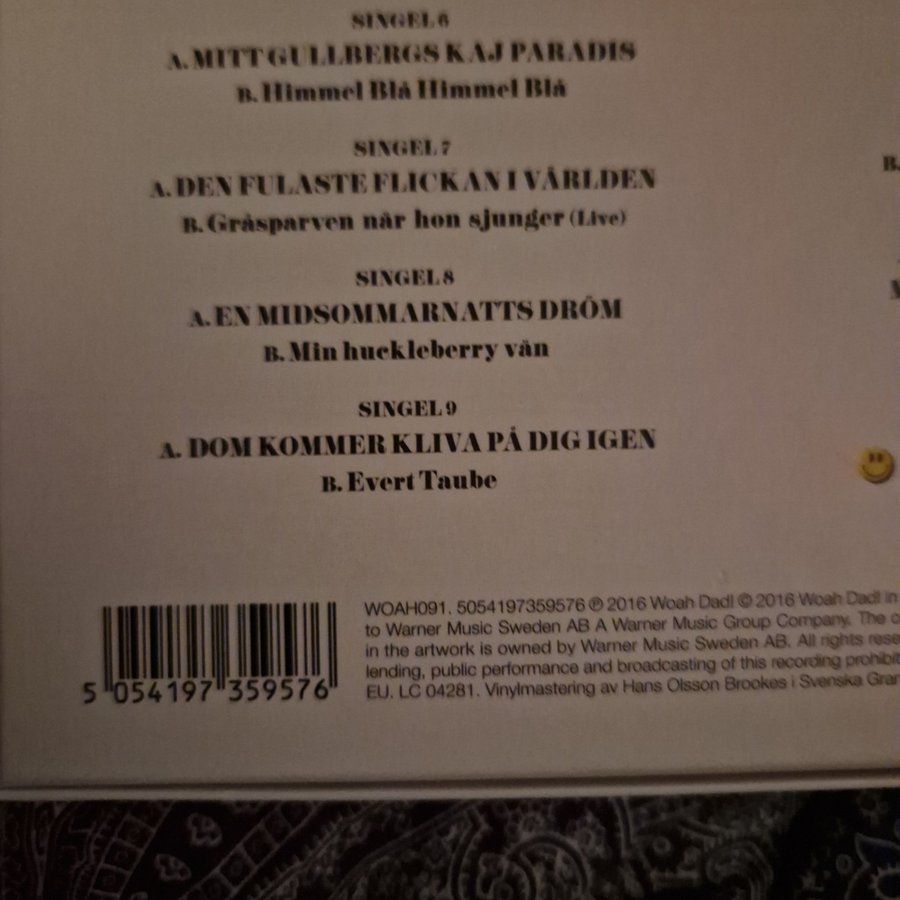 SINGEL 6
A. MITT GULLBERGS KAJ PARADIS
B. Himmel Blå Himmel Blå
SINGEL 7
A. DEN FULASTE FLICKAN I VÄRLDEN
B. Gråsparven när hon sjunger (Live)
SINGEL 8
A. EN MIDSOMMARNATTS DRÖM
B. Min huckleberry vän
SINGEL 9
A. DOM KOMMER KLIVA PÅ DIG IGEN
B. Evert Taube
B.
WOAH091. 5054197359576 ℗ 2016 Woah Dad! © 2016 Woah Dad! in
to Warner Music Sweden AB A Warner Music Group Company. The
in the artwork is owned by Warner Music Sweden AB. All rights
lending, public performance and broadcasting of this recording
EU. LC 04281. Vinylmastering av Hans Olsson Brookes i Svenska
5 054197 359576